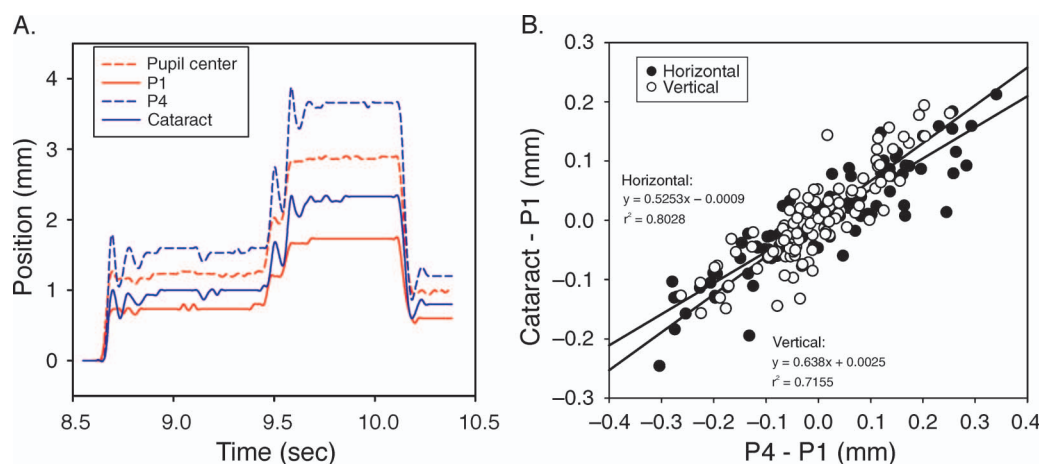 A.
Pupil center
P1
P4
Cataract
4
3
2
1
0
Position (mm)
8.5
9.0
9.5
10.0
10.5
Time (sec)
B.
Horizontal
Vertical
0.3
0.2
0.1
0.0
–0.1
–0.2
–0.3
Cataract - P1 (mm)
Horizontal:
y = 0.5253x – 0.0009
r² = 0.8028
Vertical:
y = 0.638x + 0.0025
r² = 0.7155
–0.4
–0.3
–0.2
–0.1
0.0
0.1
0.2
0.3
0.4
P4 - P1 (mm)